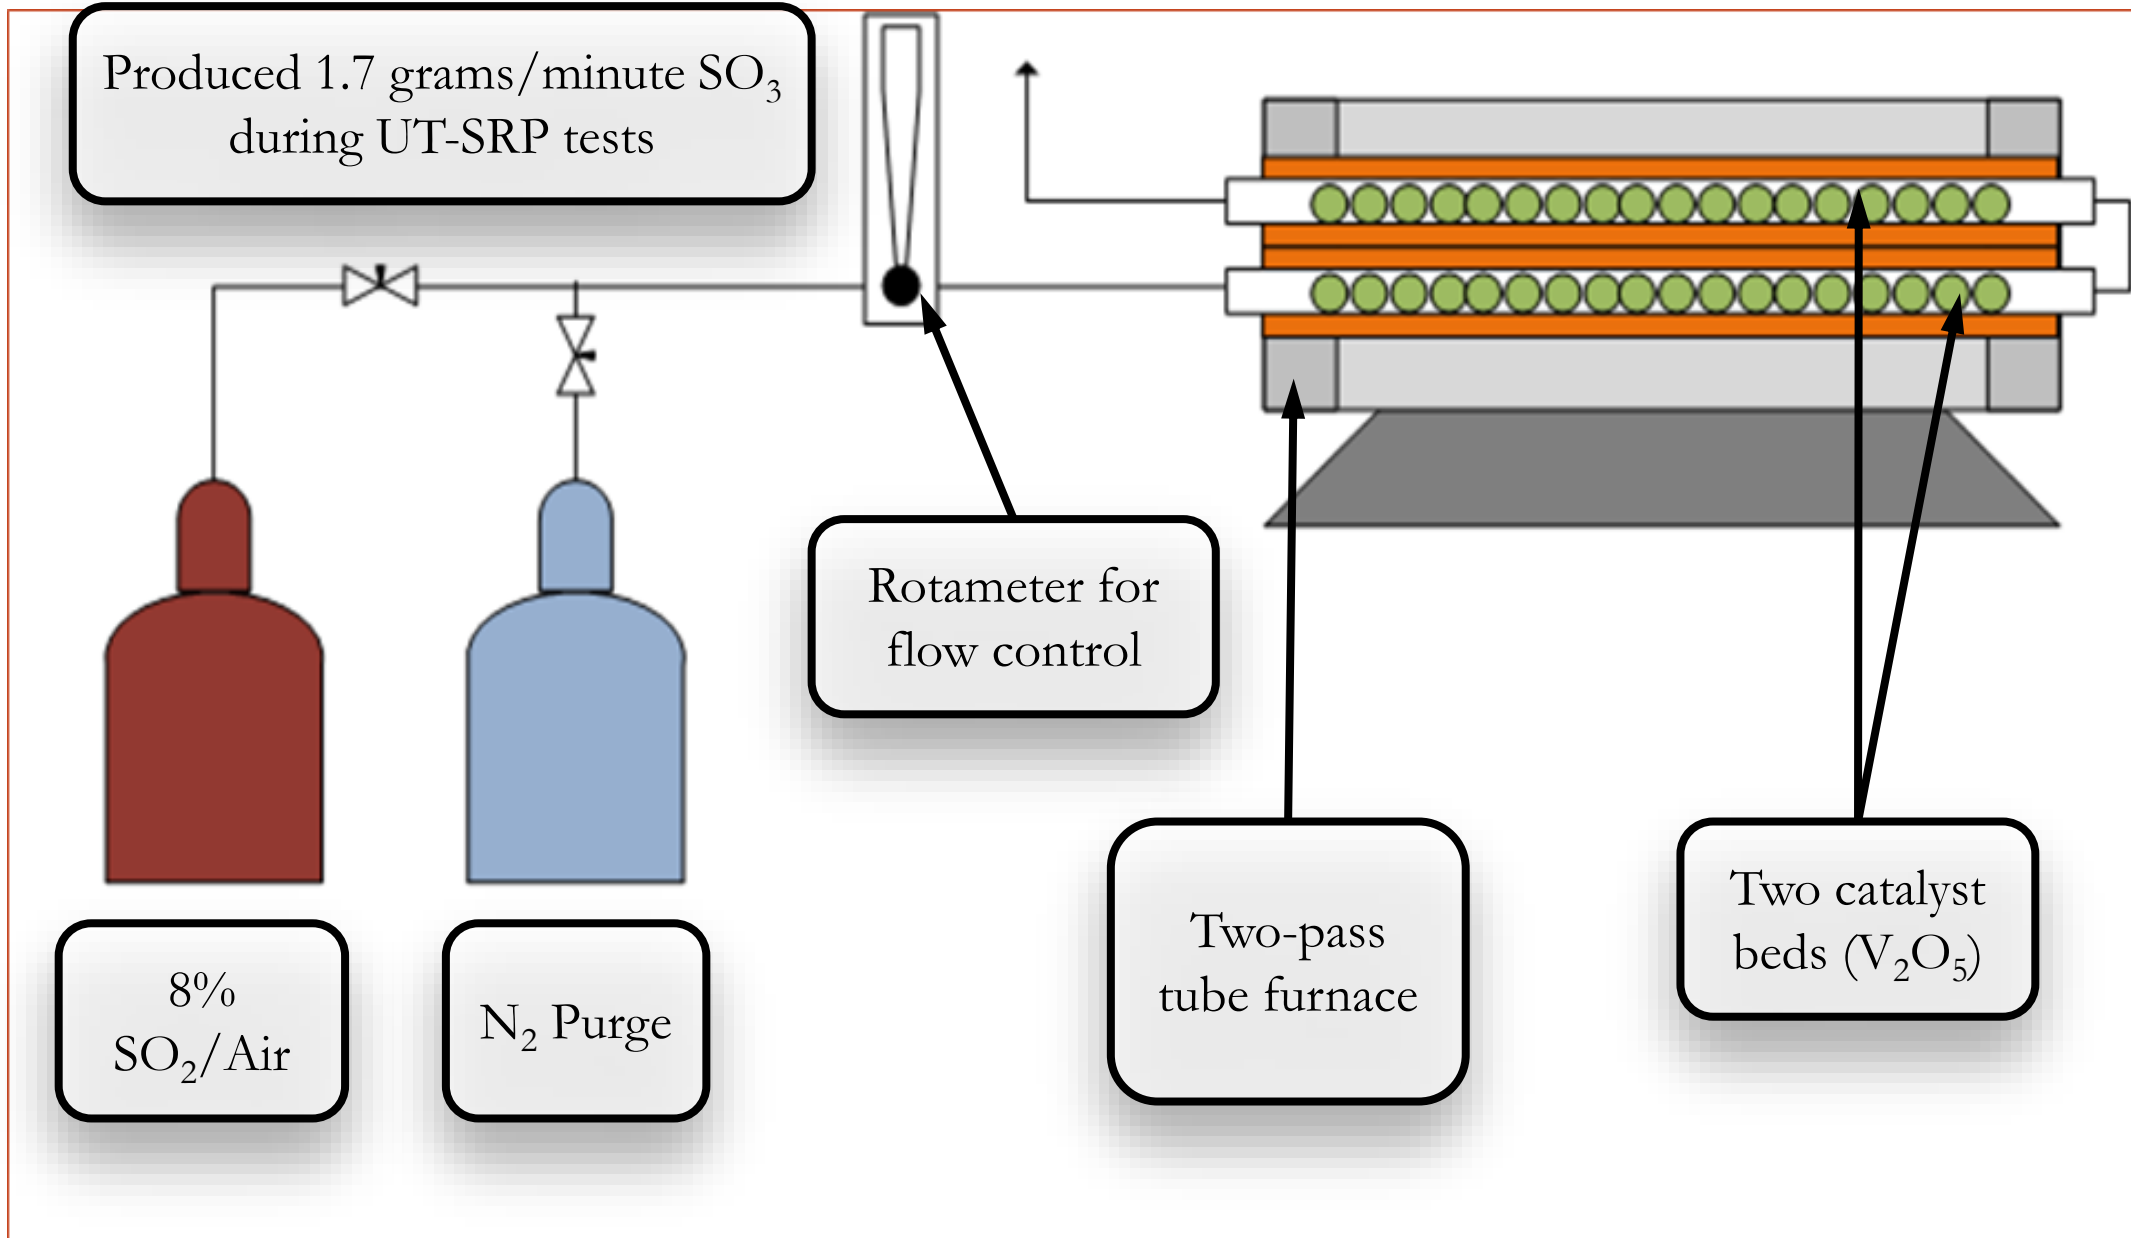 Produced 1.7 grams/minute SO₃
during UT-SRP tests
Rotameter for
flow control
Two-pass
tube furnace
Two catalyst
beds (V₂O₅)
8%
SO₂/Air
N₂ Purge